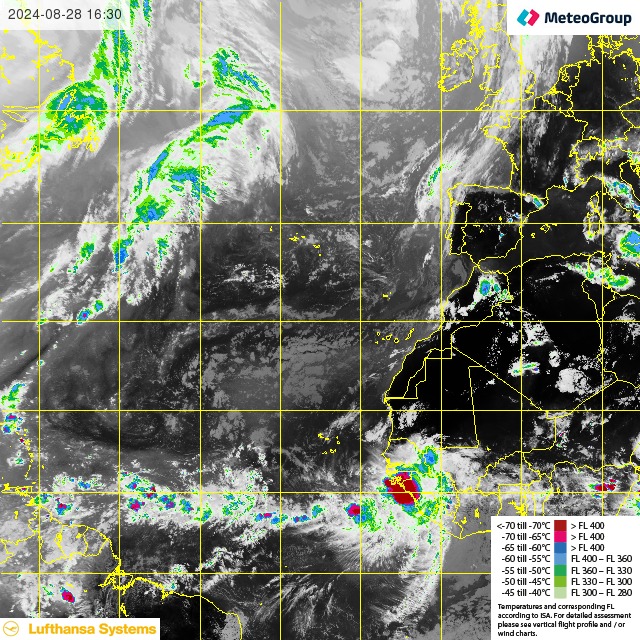 2024-08-28 16:30
MeteoGroup
<-70 till -70°C > FL 400
-70 till -65°C > FL 400
-65 till -60°C > FL 400
-60 till -55°C FL 400 – FL 360
-55 till -50°C FL 360 – FL 330
-50 till -45°C FL 330 – FL 300
-45 till -40°C FL 300 – FL 280
Temperatures and corresponding FL
according to ISA. For detailed assessment
please see vertical flight profile and / or
wind charts.
Lufthansa Systems